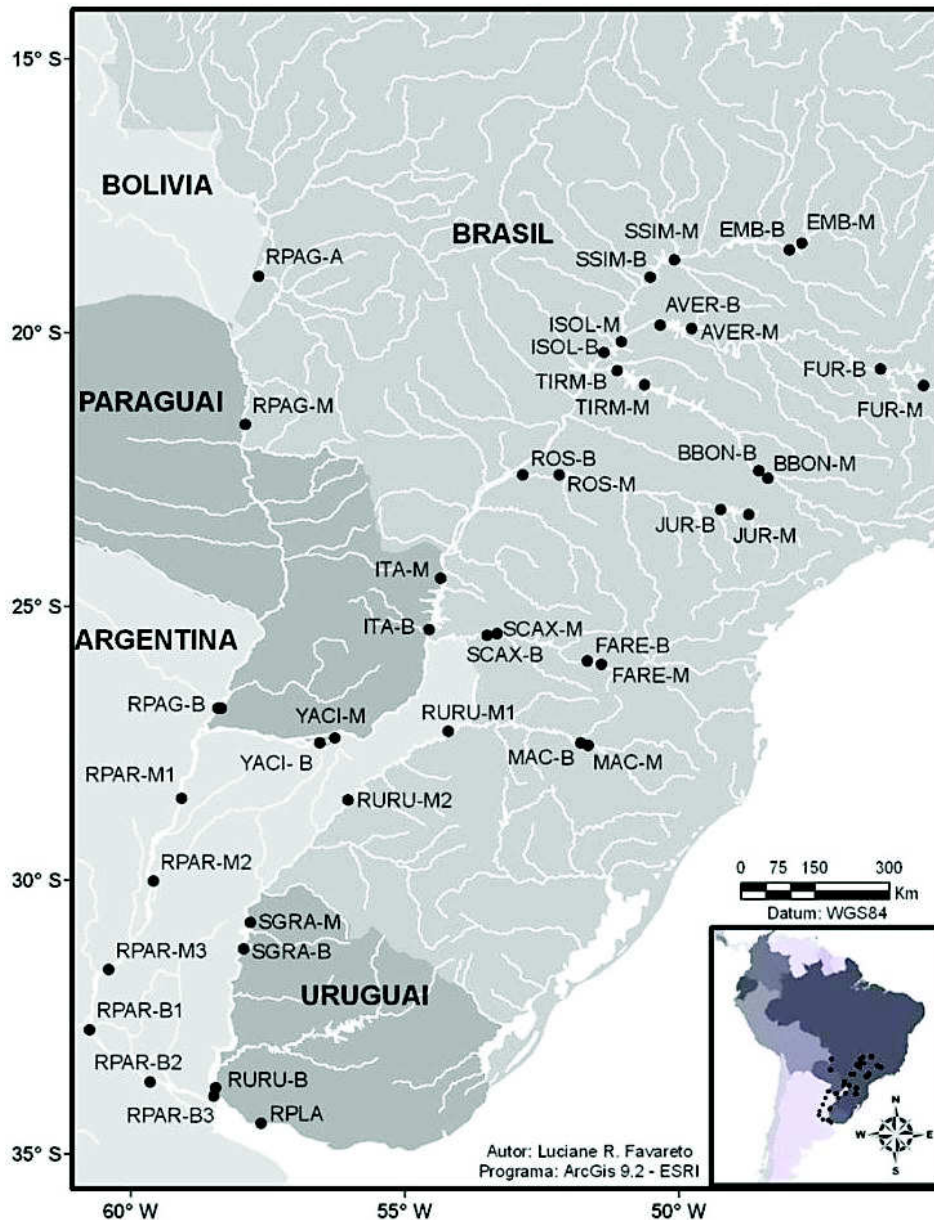 15° S
BOLIVIA
BRASIL
SSIM-M
EMB-B
EMB-M
SSIM-B
RPAG-A
AVER-B
20° S
ISOL-M
AVER-M
ISOL-B
TIRM-B
FUR-B
TIRM-M
FUR-M
PARAGUAI
RPAG-M
ROS-B
BBON-B
BBON-M
ROS-M
JUR-B
JUR-M
ITA-M
25° S
ITA-B
SCAX-M
ARGENTINA
SCAX-B
FARE-B
FARE-M
RPAG-B
YACI-M
RURU-M1
YACI- B
MAC-B
MAC-M
RPAR-M1
RURU-M2
RPAR-M2
30° S
0 75 150 300
Km
Datum: WGS84
SGRA-M
SGRA-B
RPAR-M3
URUGUAI
RPAR-B1
RPAR-B2
RURU-B
RPAR-B3
RPLA
N
W E
S
35° S
Autor: Luciane R. Favareto
Programa: ArcGis 9.2 - ESRI
60° W
55° W
50° W